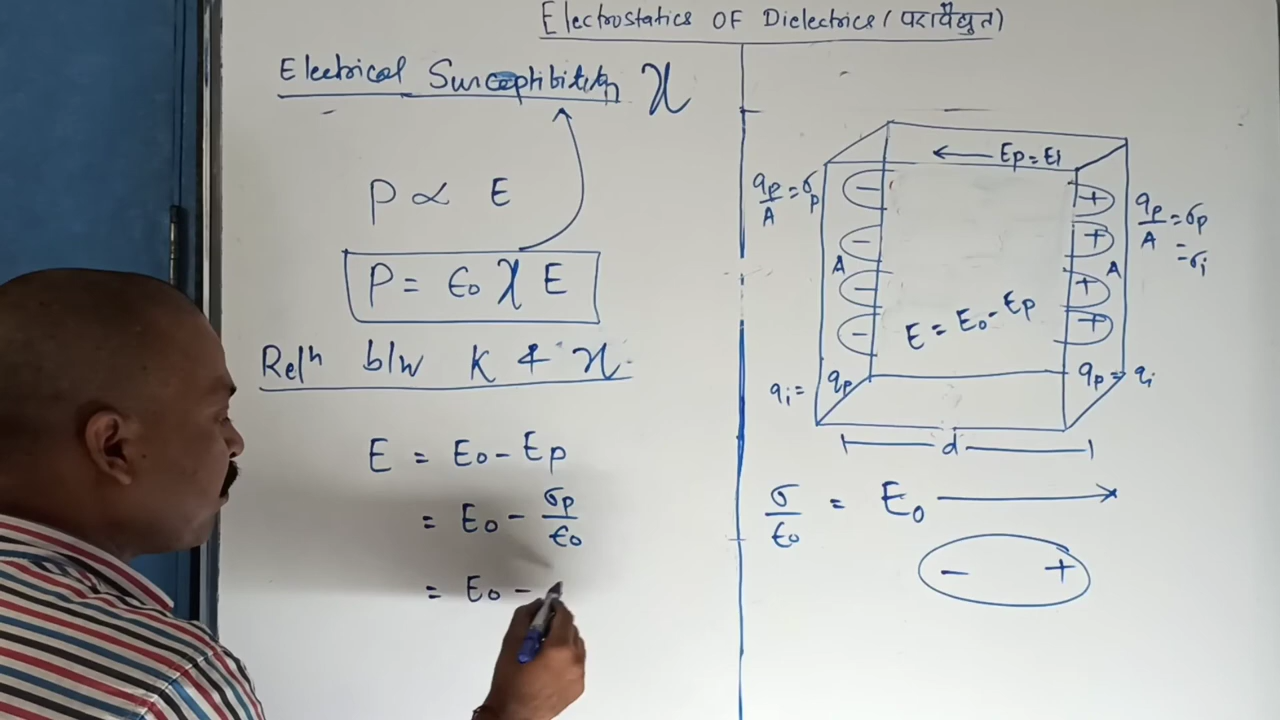 Electrostatics OF Dielectrics (परावैद्युत)
Electrical Susceptibility χ
P ∝ E
P = ϵ₀ χ E
Relⁿ b/w K & χ
E = E₀ - Eₚ
= E₀ - σₚ/ϵ₀
= E₀ -
Eₚ = Eᵢ
qₚ/A = σₚ
- +
- +
- +
- +
qₚ/A = σₚ
= σᵢ
A
A
E = E₀ - Eₚ
qᵢ = qₚ
qₚ = qᵢ
d
σ/ϵ₀ = E₀
- +